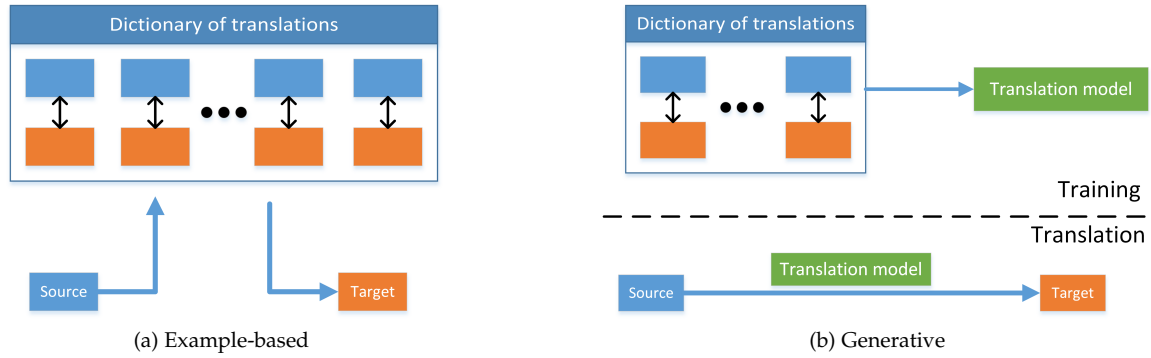 Dictionary of translations
Source
Target
(a) Example-based
Dictionary of translations
Translation model
Training
Translation
Translation model
Source
Target
(b) Generative